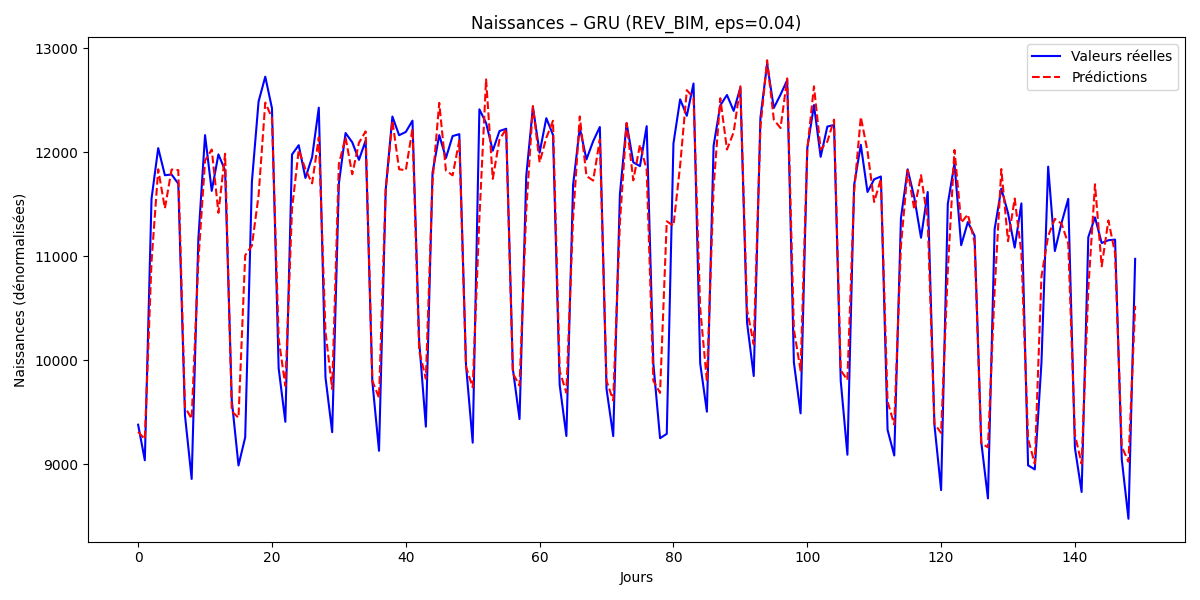 Naissances – GRU (REV_BIM, eps=0.04)
Valeurs réelles
Prédictions
Naissances (dénormalisées)
13000
12000
11000
10000
9000
0 20 40 60 80 100 120 140
Jours